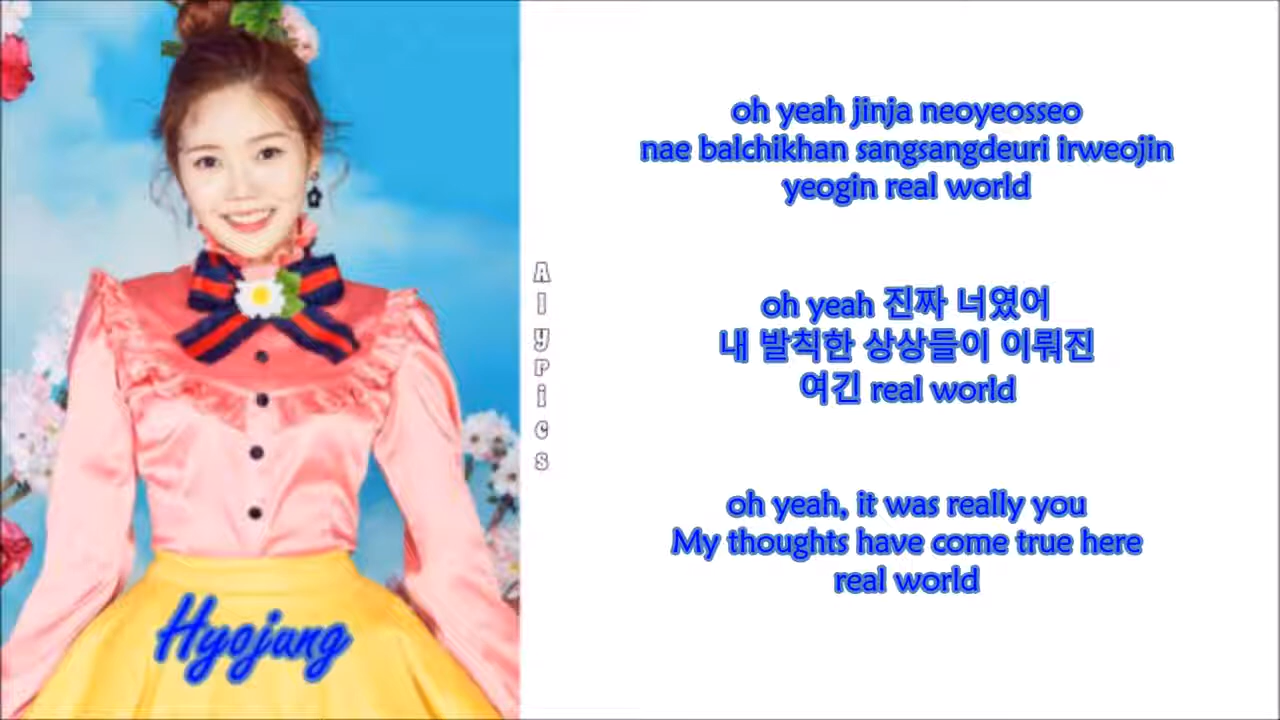 oh yeah jinja neoyeosseo
nae balchikhan sangsangdeuri irweojin
yeogin real world
oh yeah 진짜 너였어
내 발칙한 상상들이 이뤄진
여긴 real world
oh yeah, it was really you
My thoughts have come true here
real world
Alyrics
Hyojung